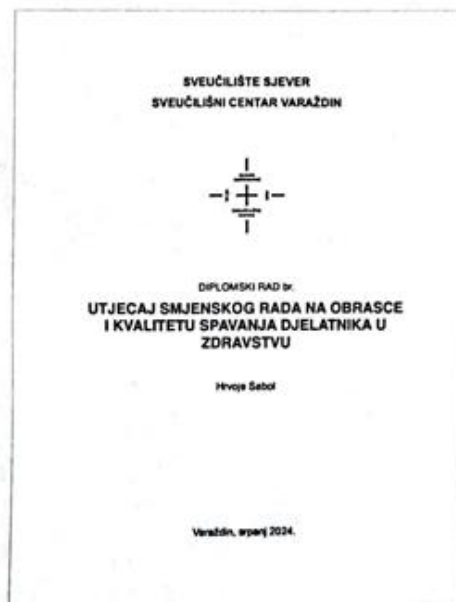 SVEUČILIŠTE SJEVER
SVEUČILIŠNI CENTAR VARAŽDIN
DIPLOMSKI RAD br.
UTJECAJ SMJENSKOG RADA NA OBRASCE
I KVALITETU SPAVANJA DJELATNIKA U
ZDRAVSTVU
Hrvoje Šabol
Varaždin, srpanj 2024.